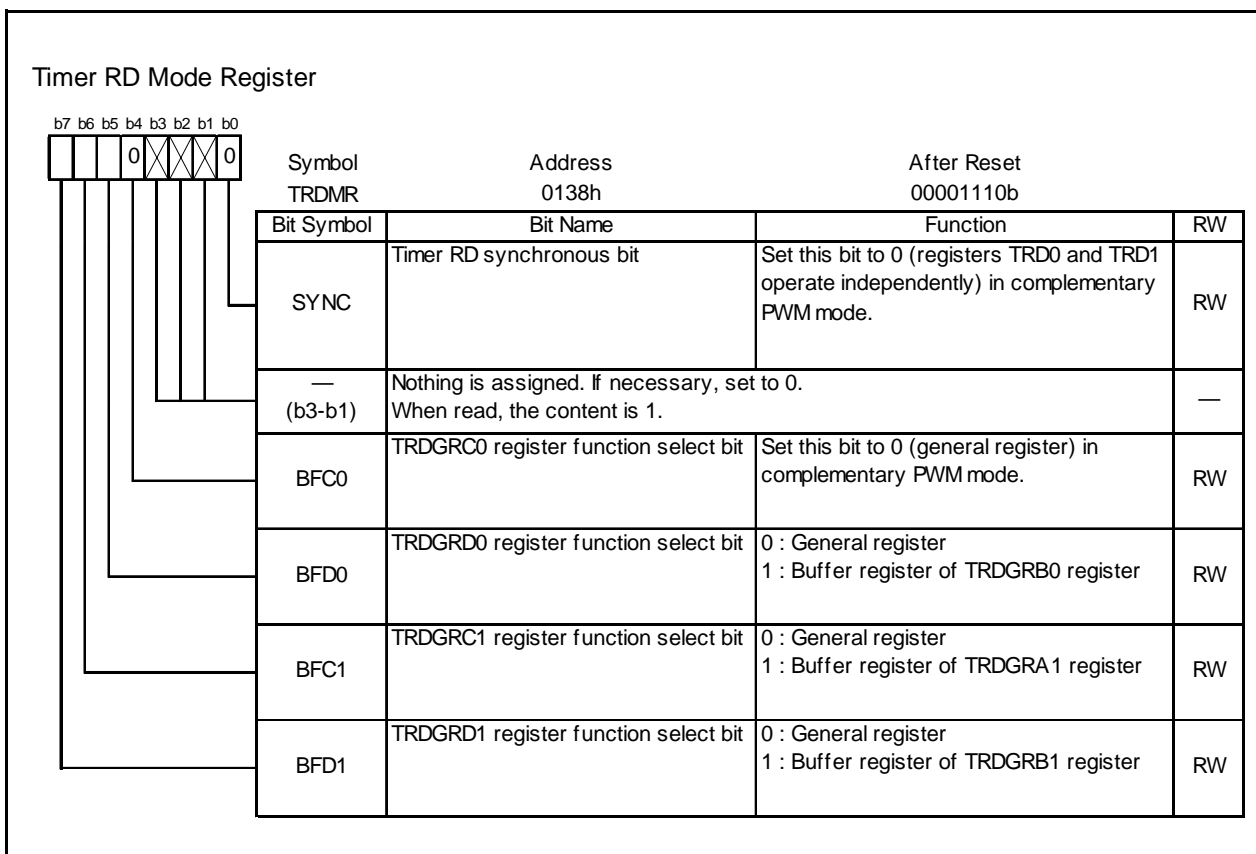 Timer RD Mode Register
b7 b6 b5 b4 b3 b2 b1 b0
0 0
Symbol Address After Reset
TRDMR 0138h 00001110b
Bit Symbol Bit Name Function RW
SYNC Timer RD synchronous bit Set this bit to 0 (registers TRD0 and TRD1
operate independently) in complementary
PWM mode. RW
— Nothing is assigned. If necessary, set to 0.
(b3-b1) When read, the content is 1. —
BFC0 TRDGRC0 register function select bit Set this bit to 0 (general register) in
complementary PWM mode. RW
BFD0 TRDGRD0 register function select bit 0 : General register
1 : Buffer register of TRDGRB0 register RW
BFC1 TRDGRC1 register function select bit 0 : General register
1 : Buffer register of TRDGRA1 register RW
BFD1 TRDGRD1 register function select bit 0 : General register
1 : Buffer register of TRDGRB1 register RW